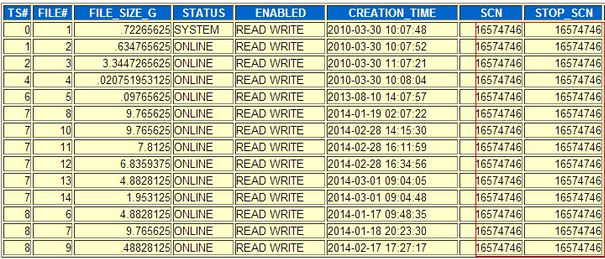 TS# FILE# FILE_SIZE_G STATUS ENABLED CREATION_TIME SCN STOP_SCN
0 1 .72265625 SYSTEM READ WRITE 2010-03-30 10:07:48 16574746 16574746
1 2 .634765625 ONLINE READ WRITE 2010-03-30 10:07:52 16574746 16574746
2 3 3.3447265625 ONLINE READ WRITE 2010-03-30 11:07:21 16574746 16574746
4 4 .020751953125 ONLINE READ WRITE 2010-03-30 10:08:04 16574746 16574746
6 5 .09765625 ONLINE READ WRITE 2013-08-10 14:07:57 16574746 16574746
7 8 9.765625 ONLINE READ WRITE 2014-01-19 02:07:22 16574746 16574746
7 10 9.765625 ONLINE READ WRITE 2014-02-28 14:15:30 16574746 16574746
7 11 7.8125 ONLINE READ WRITE 2014-02-28 16:11:59 16574746 16574746
7 12 6.8359375 ONLINE READ WRITE 2014-02-28 16:34:56 16574746 16574746
7 13 4.8828125 ONLINE READ WRITE 2014-03-01 09:04:05 16574746 16574746
7 14 1.953125 ONLINE READ WRITE 2014-03-01 09:04:48 16574746 16574746
8 6 4.8828125 ONLINE READ WRITE 2014-01-17 09:48:35 16574746 16574746
8 7 9.765625 ONLINE READ WRITE 2014-01-18 20:23:30 16574746 16574746
8 9 .48828125 ONLINE READ WRITE 2014-02-17 17:27:17 16574746 16574746